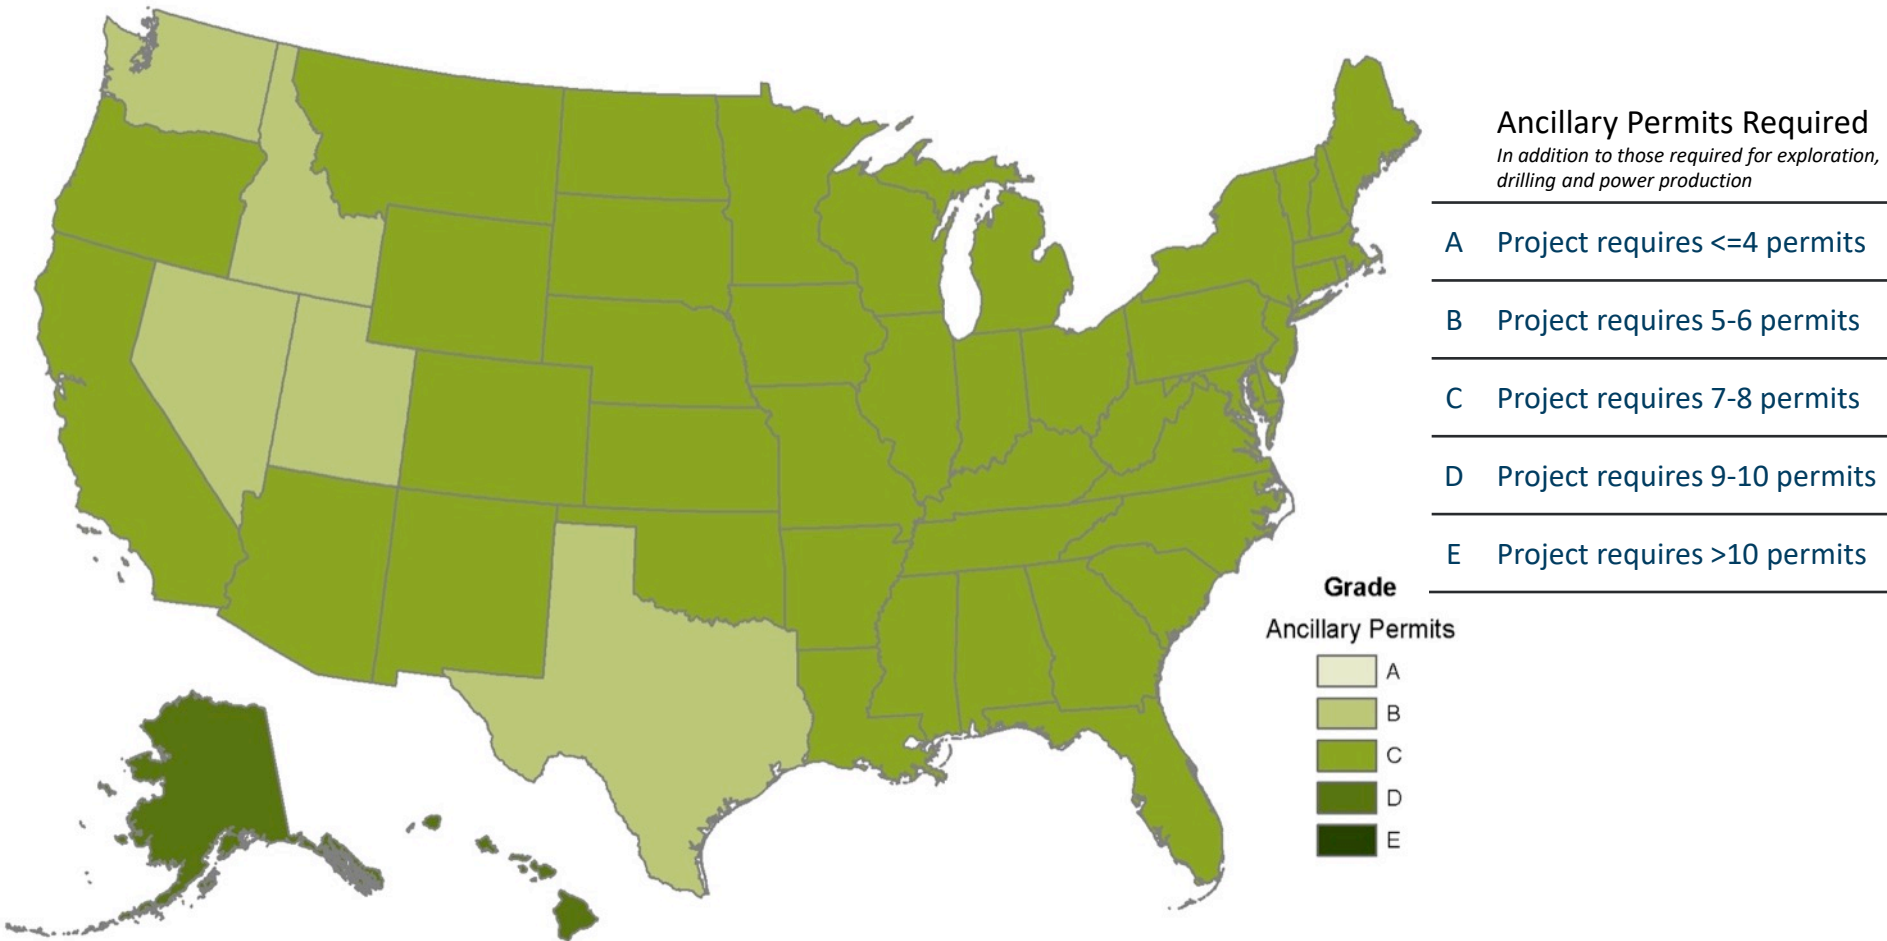 Ancillary Permits Required
In addition to those required for exploration,
drilling and power production
A Project requires <=4 permits
B Project requires 5-6 permits
C Project requires 7-8 permits
D Project requires 9-10 permits
E Project requires >10 permits
Grade
Ancillary Permits
A
B
C
D
E